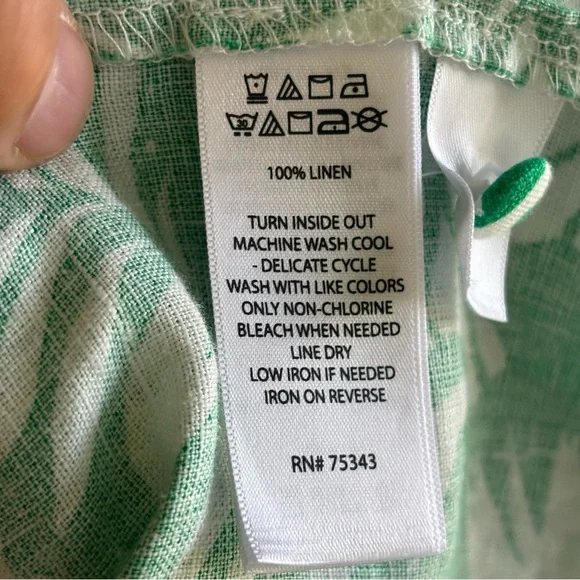 30
100% LINEN
TURN INSIDE OUT
MACHINE WASH COOL
- DELICATE CYCLE
WASH WITH LIKE COLORS
ONLY NON-CHLORINE
BLEACH WHEN NEEDED
LINE DRY
LOW IRON IF NEEDED
IRON ON REVERSE
RN# 75343